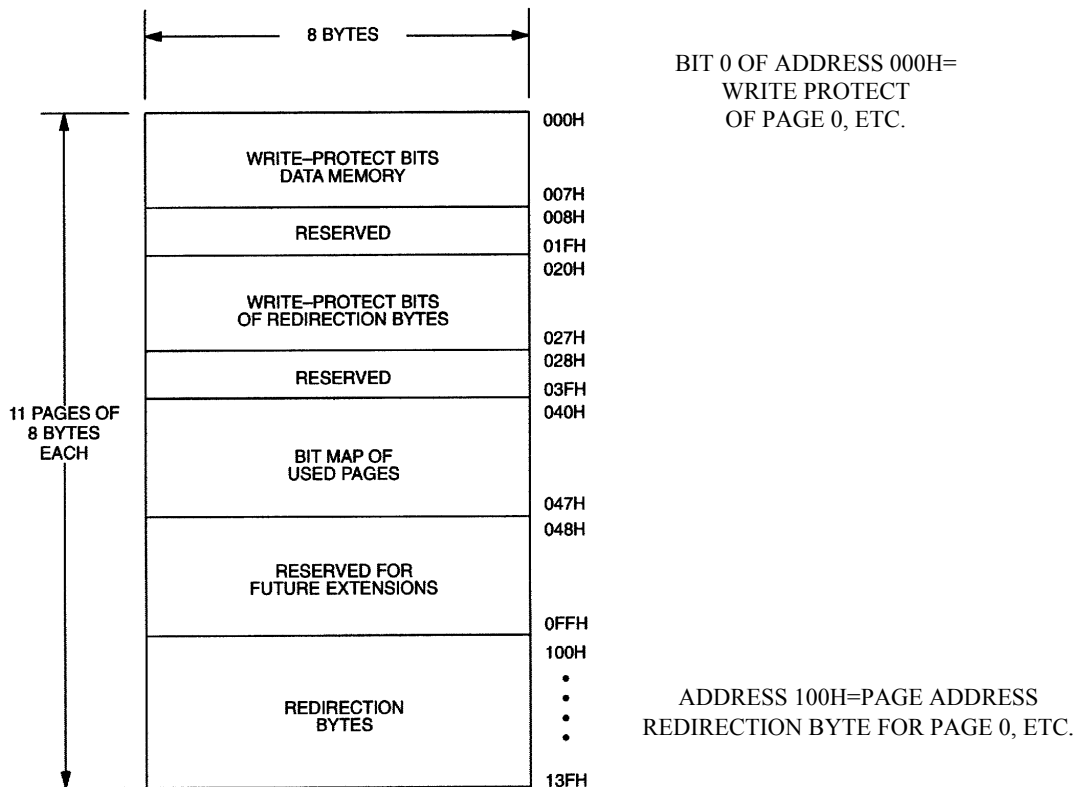 8 BYTES
BIT 0 OF ADDRESS 000H=
WRITE PROTECT
OF PAGE 0, ETC.
000H
WRITE–PROTECT BITS
DATA MEMORY
007H
008H
RESERVED
01FH
020H
WRITE–PROTECT BITS
OF REDIRECTION BYTES
027H
028H
RESERVED
03FH
11 PAGES OF
8 BYTES
EACH
040H
BIT MAP OF
USED PAGES
047H
048H
RESERVED FOR
FUTURE EXTENSIONS
0FFH
100H
REDIRECTION
BYTES
ADDRESS 100H=PAGE ADDRESS
REDIRECTION BYTE FOR PAGE 0, ETC.
13FH